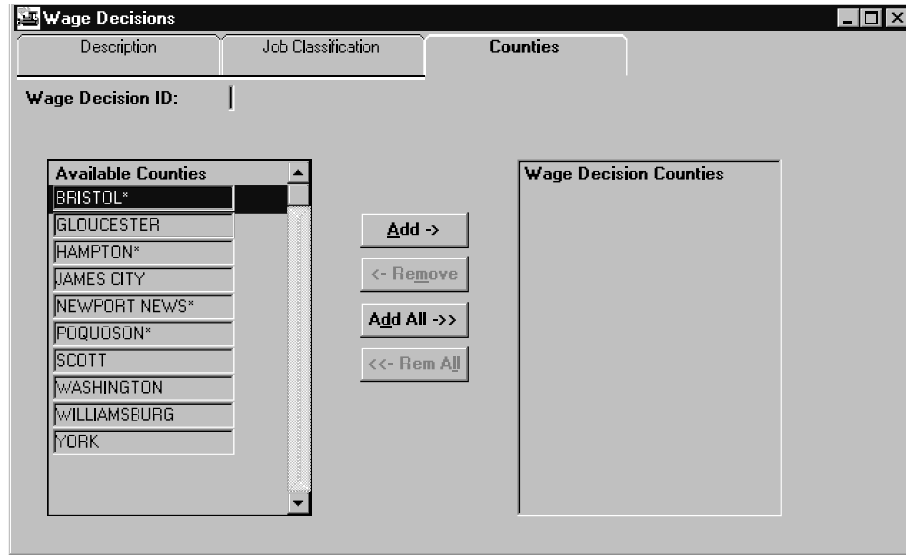 Wage Decisions
Description Job Classification Counties
Wage Decision ID:
Available Counties
BRISTOL*
GLOUCESTER
HAMPTON*
JAMES CITY
NEWPORT NEWS*
POQUOSON*
SCOTT
WASHINGTON
WILLIAMSBURG
YORK
Add ->
<- Remove
Add All ->>
<<- Rem All
Wage Decision Counties